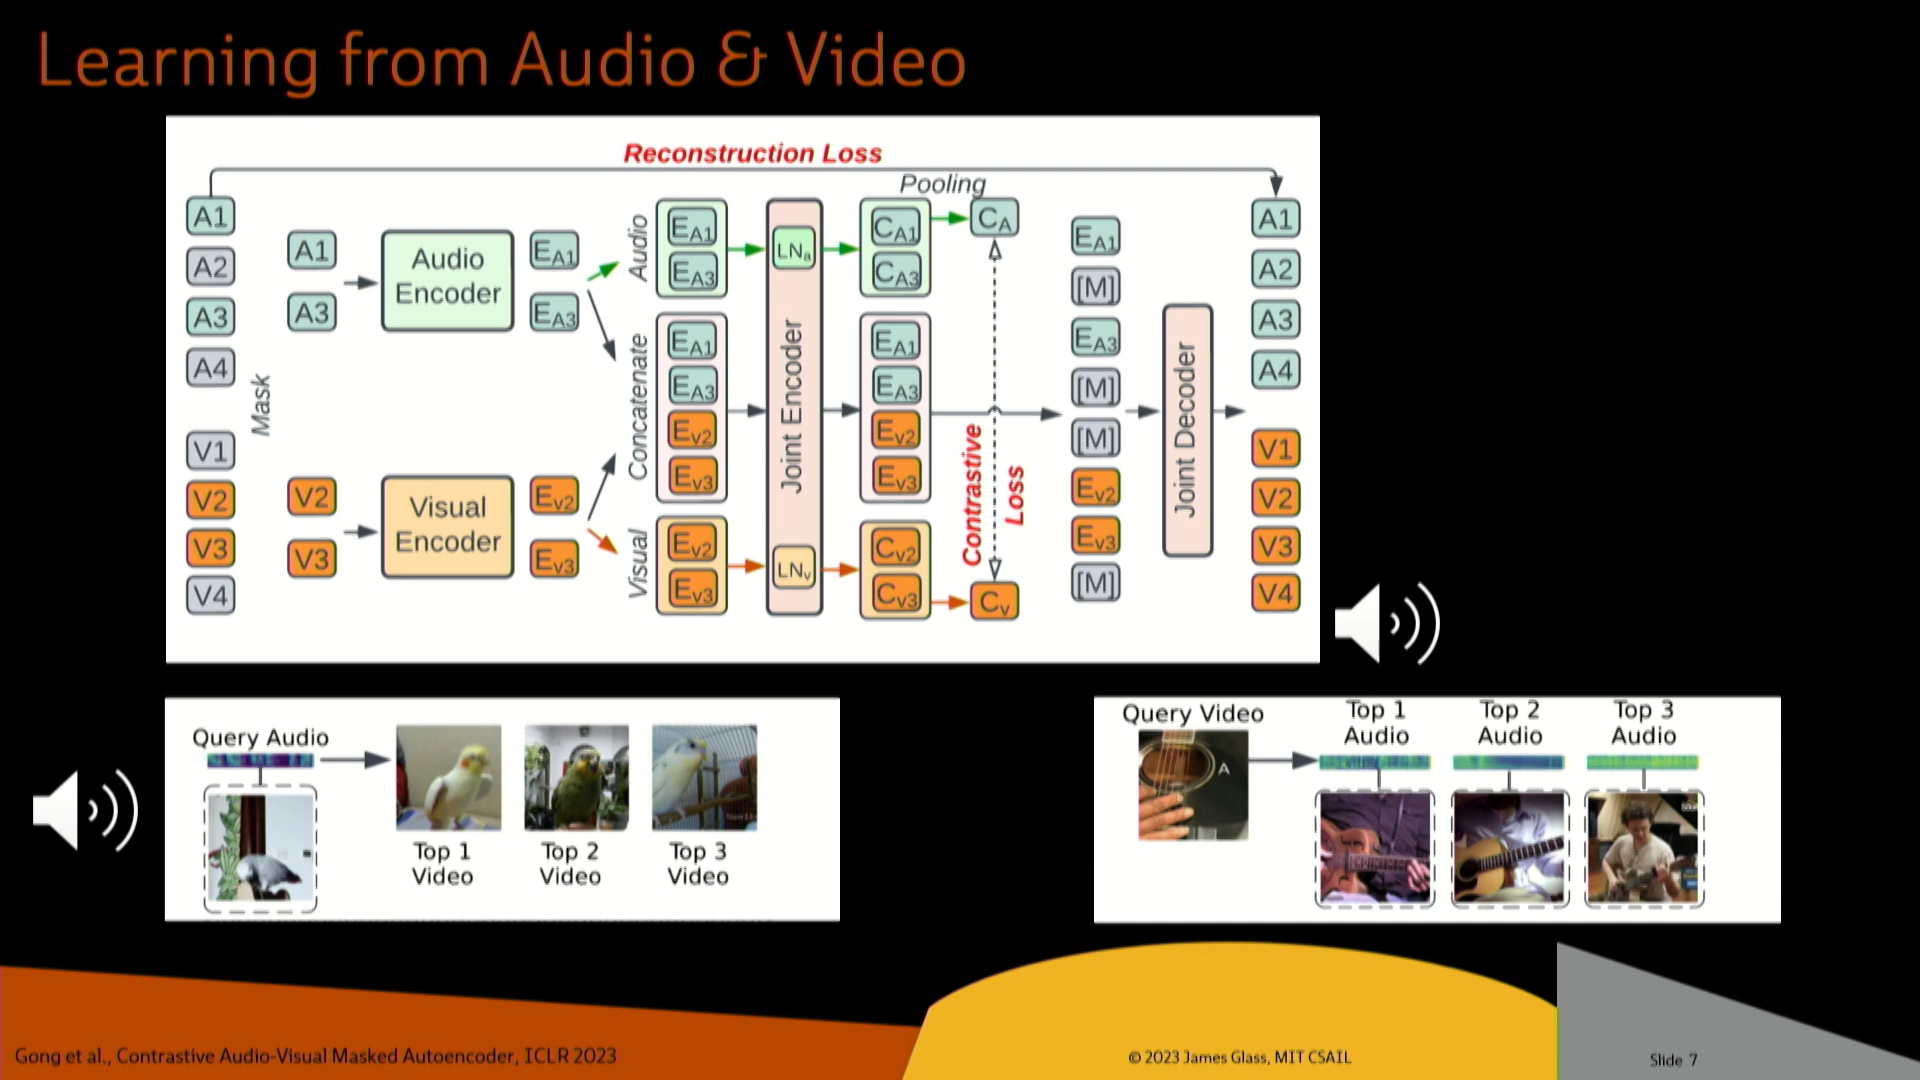 Learning from Audio & Video
Reconstruction Loss
Pooling
A1
A2
A3
A4
V1
V2
V3
V4
Mask
A1
A3
V2
V3
Audio
Encoder
Visual
Encoder
EA1
EA3
Ev2
Ev3
Audio
Concatenate
Visual
EA1
EA3
EA1
EA3
Ev2
Ev3
Ev2
Ev3
LNa
Joint Encoder
LNv
CA1
CA3
EA1
EA3
Ev2
Ev3
Cv2
Cv3
CA
Contrastive
Loss
Cv
EA1
[M]
EA3
[M]
[M]
Ev2
Ev3
[M]
Joint Decoder
A1
A2
A3
A4
V1
V2
V3
V4
Query Audio
Top 1
Video
Top 2
Video
Top 3
Video
Query Video
A
Top 1
Audio
Top 2
Audio
Top 3
Audio
Gong et al., Contrastive Audio-Visual Masked Autoencoder, ICLR 2023
© 2023 James Glass, MIT CSAIL
Slide 7